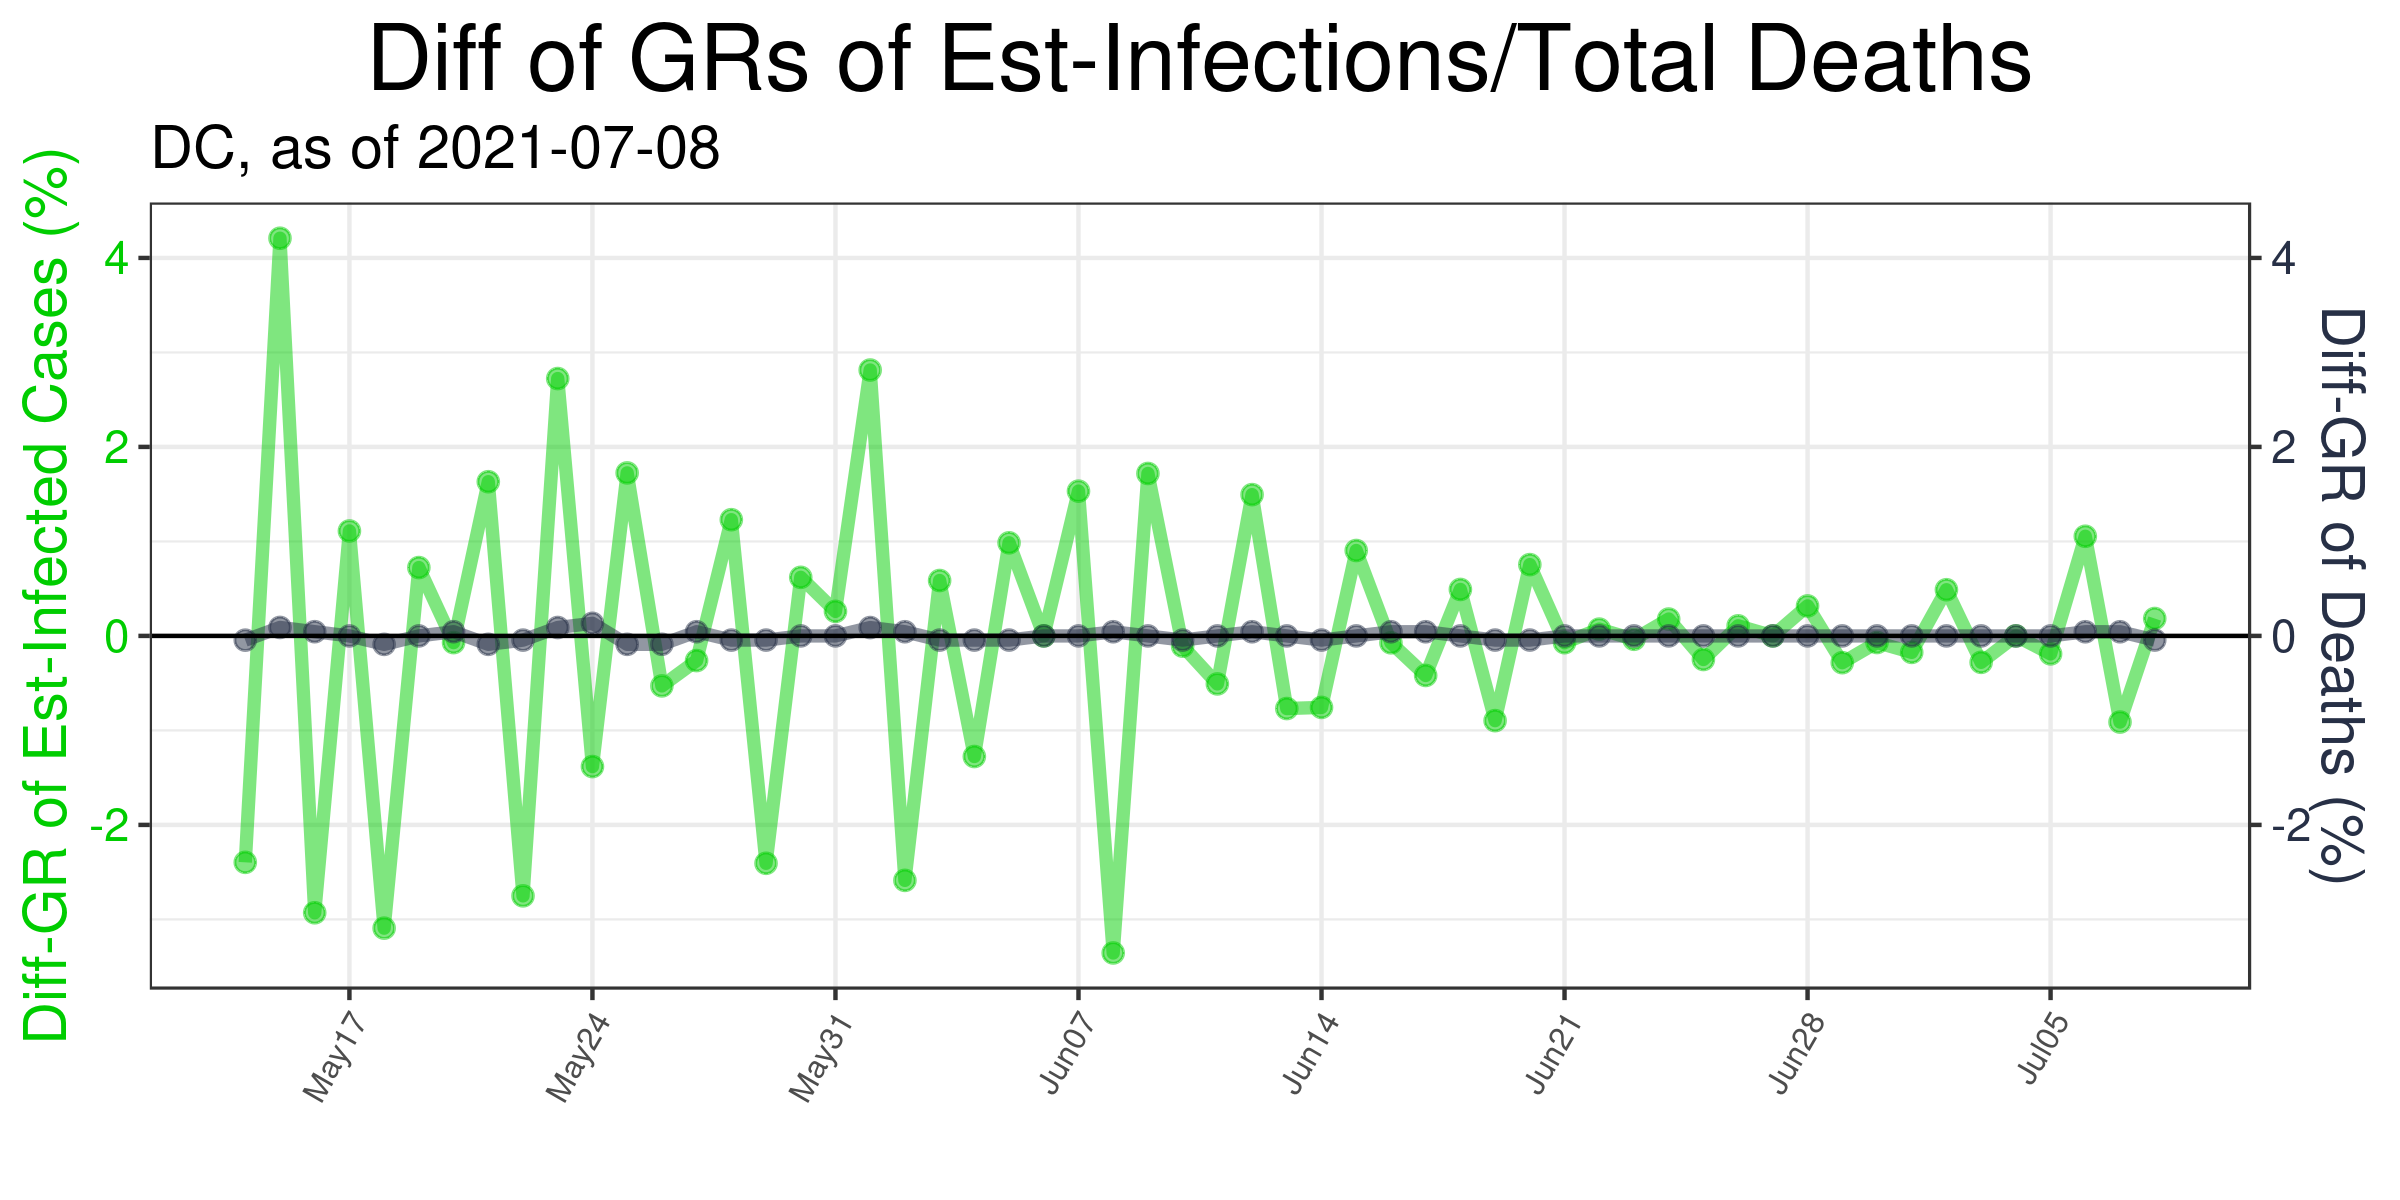 Diff of GRs of Est-Infections/Total Deaths
DC, as of 2021-07-08
Diff-GR of Est-Infected Cases (%)
4
2
0
-2
4
2
0
-2
Diff-GR of Deaths (%)
May17
May24
May31
Jun07
Jun14
Jun21
Jun28
Jul05